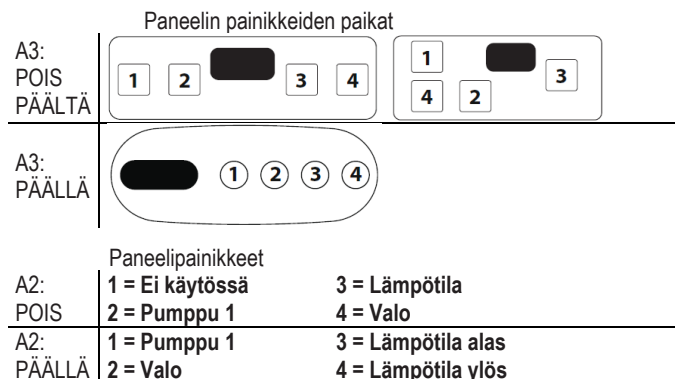 Paneelin painikkeiden paikat
A3:
POIS
PÄÄLTÄ
1 2 3 4
1 3
4 2
A3:
PÄÄLLÄ
1 2 3 4
Paneelipainikkeet
A2: 1 = Ei käytössä 3 = Lämpötila
POIS 2 = Pumppu 1 4 = Valo
A2: 1 = Pumppu 1 3 = Lämpötila alas
PÄÄLLÄ 2 = Valo 4 = Lämpötila ylös